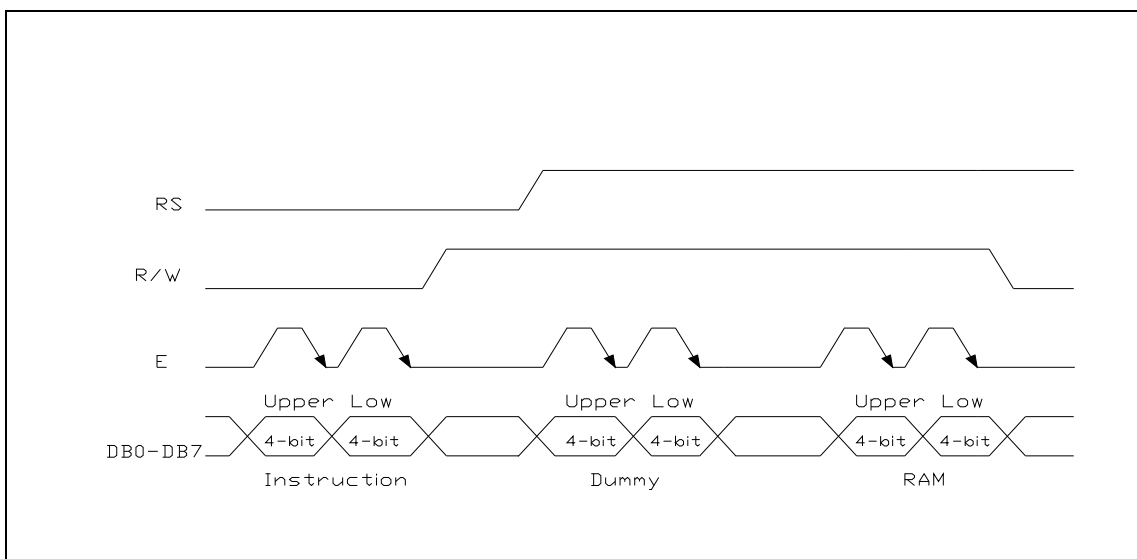 RS
R/W
E
Upper Low Upper Low Upper Low
DB0-DB7 4-bit 4-bit 4-bit 4-bit 4-bit 4-bit
Instruction Dummy RAM